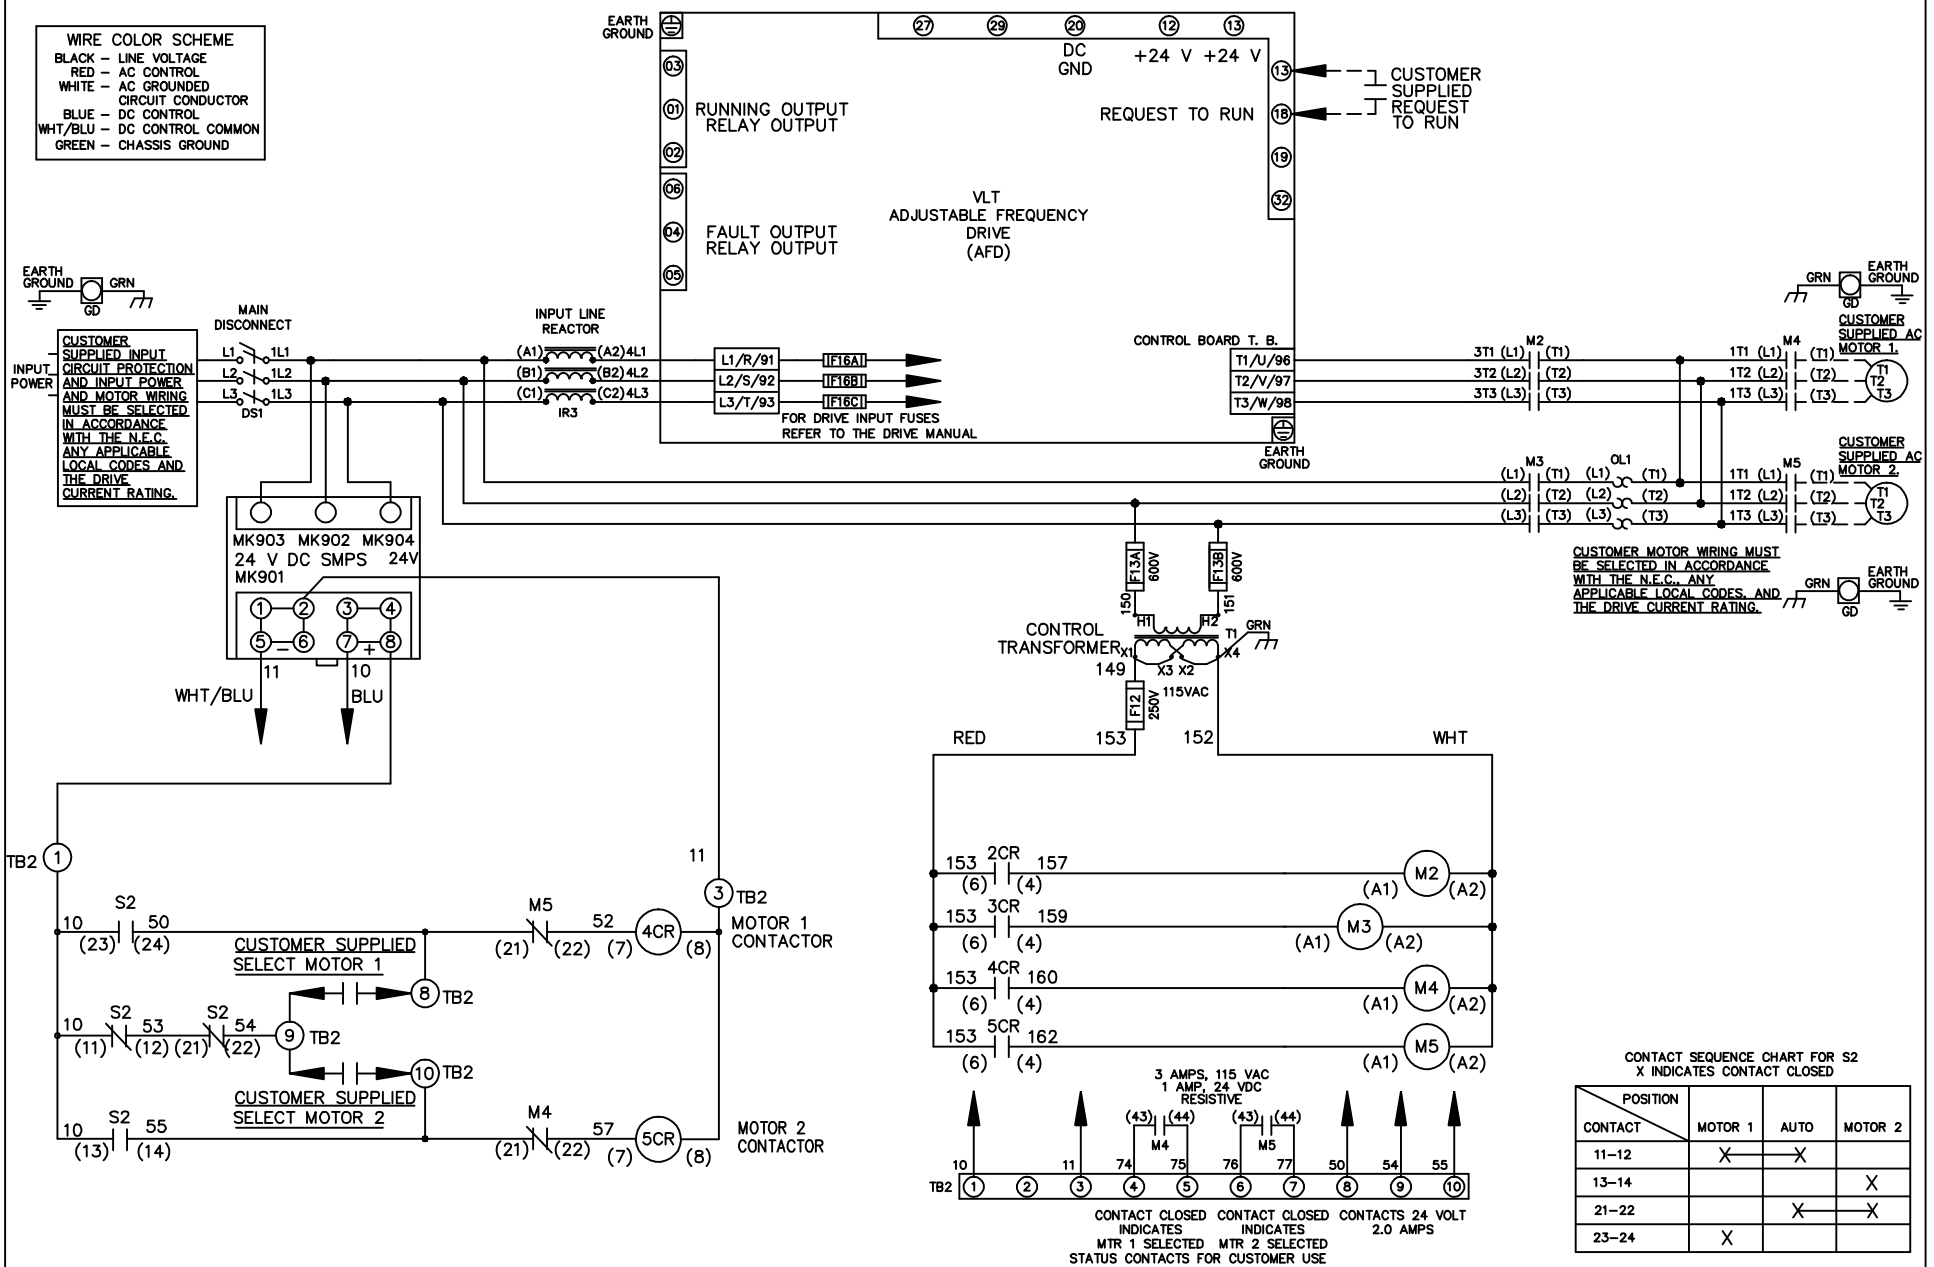 WIRE COLOR SCHEME
BLACK – LINE VOLTAGE
RED – AC CONTROL
WHITE – AC GROUNDED
CIRCUIT CONDUCTOR
BLUE – DC CONTROL
WHT/BLU – DC CONTROL COMMON
GREEN – CHASSIS GROUND
EARTH
GROUND
03
01
02
RUNNING OUTPUT
RELAY OUTPUT
06
04
05
FAULT OUTPUT
RELAY OUTPUT
27 29 20 12 13
DC
GND
+24 V +24 V
13
18
19
32
REQUEST TO RUN
CUSTOMER
SUPPLIED
REQUEST
TO RUN
VLT
ADJUSTABLE FREQUENCY
DRIVE
(AFD)
EARTH
GROUND
GRN
GD
INPUT
POWER
CUSTOMER
SUPPLIED INPUT
CIRCUIT PROTECTION
AND INPUT POWER
AND MOTOR WIRING
MUST BE SELECTED
IN ACCORDANCE
WITH THE N.E.C.
ANY APPLICABLE
LOCAL CODES AND
THE DRIVE
CURRENT RATING.
MAIN
DISCONNECT
L1 1L1
L2 1L2
L3 1L3
DS1
INPUT LINE
REACTOR
(A1) (A2) 4L1
(B1) (B2) 4L2
(C1) (C2) 4L3
IR3
L1/R/91 F16A
L2/S/92 F16B
L3/T/93 F16C
FOR DRIVE INPUT FUSES
REFER TO THE DRIVE MANUAL
CONTROL BOARD T. B.
T1/U/96
T2/V/97
T3/W/98
EARTH
GROUND
M2
3T1 (L1) (T1)
3T2 (L2) (T2)
3T3 (L3) (T3)
M4
1T1 (L1) (T1)
1T2 (L2) (T2)
1T3 (L3) (T3)
GRN
GD
EARTH
GROUND
CUSTOMER
SUPPLIED AC
MOTOR 1.
T1
T2
T3
M3 OL1
(L1) (T1) (L1) (T1)
(L2) (T2) (L2) (T2)
(L3) (T3) (L3) (T3)
M5
1T1 (L1) (T1)
1T2 (L2) (T2)
1T3 (L3) (T3)
CUSTOMER
SUPPLIED AC
MOTOR 2.
T1
T2
T3
CUSTOMER MOTOR WIRING MUST
BE SELECTED IN ACCORDANCE
WITH THE N.E.C., ANY
APPLICABLE LOCAL CODES, AND
THE DRIVE CURRENT RATING.
GRN
GD
EARTH
GROUND
MK903 MK902 MK904
24 V DC SMPS 24V
MK901
1 2 3 4
5 – 6 7 + 8
11 10
WHT/BLU BLU
F13A 600V
F13B 600V
150 151
H1 H2
CONTROL
TRANSFORMER
T1 GRN
X1 X3 X2 X4
149
115VAC
F12 250V
153 152
RED WHT
153 2CR 157 M2
(6) (4) (A1) (A2)
153 3CR 159 M3
(6) (4) (A1) (A2)
153 4CR 160 M4
(6) (4) (A1) (A2)
153 5CR 162 M5
(6) (4) (A1) (A2)
TB2 1
11
3 TB2
10 S2 50
(23) (24)
M5 52 4CR
(21) (22) (7) (8)
MOTOR 1
CONTACTOR
CUSTOMER SUPPLIED
SELECT MOTOR 1
8 TB2
10 S2 53 S2 54
(11) (12) (21) (22)
9 TB2
10 TB2
CUSTOMER SUPPLIED
SELECT MOTOR 2
10 S2 55
(13) (14)
M4 57 5CR
(21) (22) (7) (8)
MOTOR 2
CONTACTOR
3 AMPS, 115 VAC
1 AMP, 24 VDC
RESISTIVE
(43) (44) (43) (44)
M4 M5
10 11 74 75 76 77 50 54 55
TB2 1 2 3 4 5 6 7 8 9 10
CONTACT CLOSED
INDICATES
MTR 1 SELECTED
CONTACT CLOSED
INDICATES
MTR 2 SELECTED
STATUS CONTACTS FOR CUSTOMER USE
CONTACTS 24 VOLT
2.0 AMPS
CONTACT SEQUENCE CHART FOR S2
X INDICATES CONTACT CLOSED
POSITION
CONTACT MOTOR 1 AUTO MOTOR 2
11–12 X X
13–14 X
21–22 X X
23–24 X